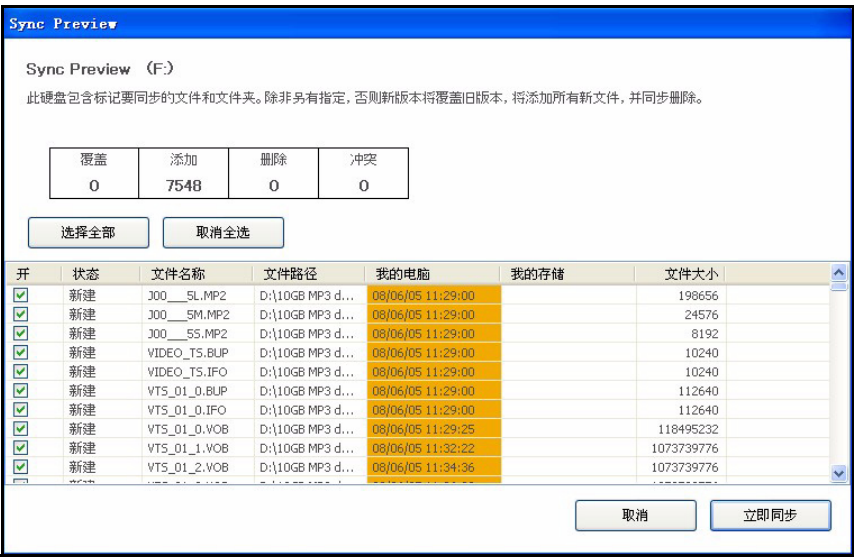 Sync Preview
Sync Preview (F:)
此硬盘包含标记要同步的文件和文件夹。除非另有指定, 否则新版本将覆盖旧版本, 将添加所有新文件, 并同步删除。
覆盖 添加 删除 冲突
0 7548 0 0
选择全部 取消全选
开 状态 文件名称 文件路径 我的电脑 我的存储 文件大小
新建 J00___5L.MP2 D:\10GB MP3 d... 08/06/05 11:29:00 198656
新建 J00___5M.MP2 D:\10GB MP3 d... 08/06/05 11:29:00 24576
新建 J00___5S.MP2 D:\10GB MP3 d... 08/06/05 11:29:00 8192
新建 VIDEO_TS.BUP D:\10GB MP3 d... 08/06/05 11:29:00 10240
新建 VIDEO_TS.IFO D:\10GB MP3 d... 08/06/05 11:29:00 10240
新建 VTS_01_0.BUP D:\10GB MP3 d... 08/06/05 11:29:00 112640
新建 VTS_01_0.IFO D:\10GB MP3 d... 08/06/05 11:29:00 112640
新建 VTS_01_0.VOB D:\10GB MP3 d... 08/06/05 11:29:25 118495232
新建 VTS_01_1.VOB D:\10GB MP3 d... 08/06/05 11:32:22 1073739776
新建 VTS_01_2.VOB D:\10GB MP3 d... 08/06/05 11:34:36 1073739776
取消 立即同步